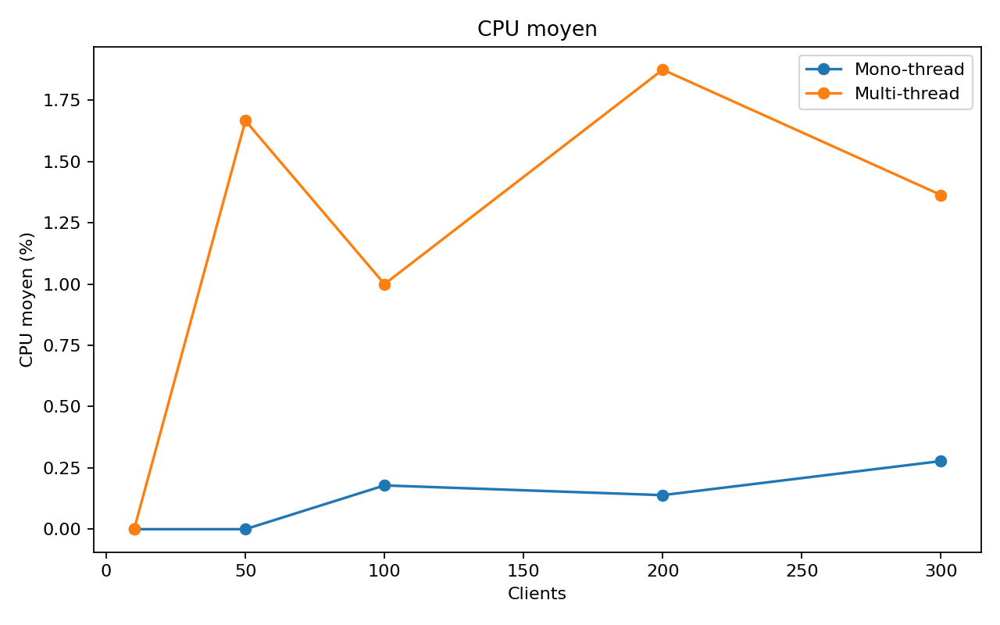 CPU moyen
Mono-thread
Multi-thread
CPU moyen (%)
1.75
1.50
1.25
1.00
0.75
0.50
0.25
0.00
0 50 100 150 200 250 300
Clients